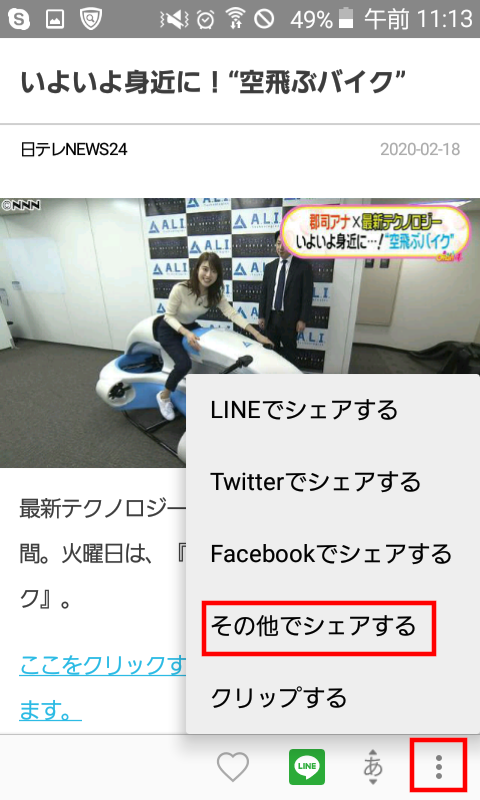 49% 午前 11:13
いよいよ身近に！“空飛ぶバイク”
日テレNEWS24 2020-02-18
©NNN
郡司アナ×最新テクノロジー
いよいよ身近に…！“空飛ぶバイク”
ALI
ALI
ALI
ALI
LINEでシェアする
Twitterでシェアする
Facebookでシェアする
その他でシェアする
クリップする
最新テクノロジー
間。火曜日は、『
ク』。
ここをクリックす
ます。
LINE
あ